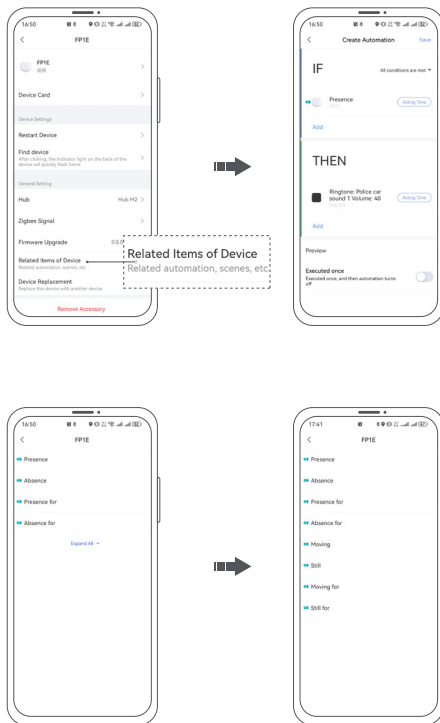 16:50
FP1E
FP1E
Device Card
Device Settings
Restart Device
Find device
After clicking, the indicator light on the back of the
device will quickly flash twice.
General Setting
Hub Hub M2
Zigbee Signal
Firmware Upgrade 0.0.0
Related Items of Device
Related automation, scenes, etc
Device Replacement
Replace this device with another device
Remove Accessory
Related Items of Device
Related automation, scenes, etc
16:50
Create Automation Save
IF All conditions are met
Presence Acting Time
Add
THEN
Ringtone: Police car
sound 1 Volume: 40 Acting Time
Add
Preview
Executed once
Executed once, and then automation turns
off
16:50
FP1E
Presence
Absence
Presence for
Absence for
Expand All
17:41
FP1E
Presence
Absence
Presence for
Absence for
Moving
Still
Moving for
Still for